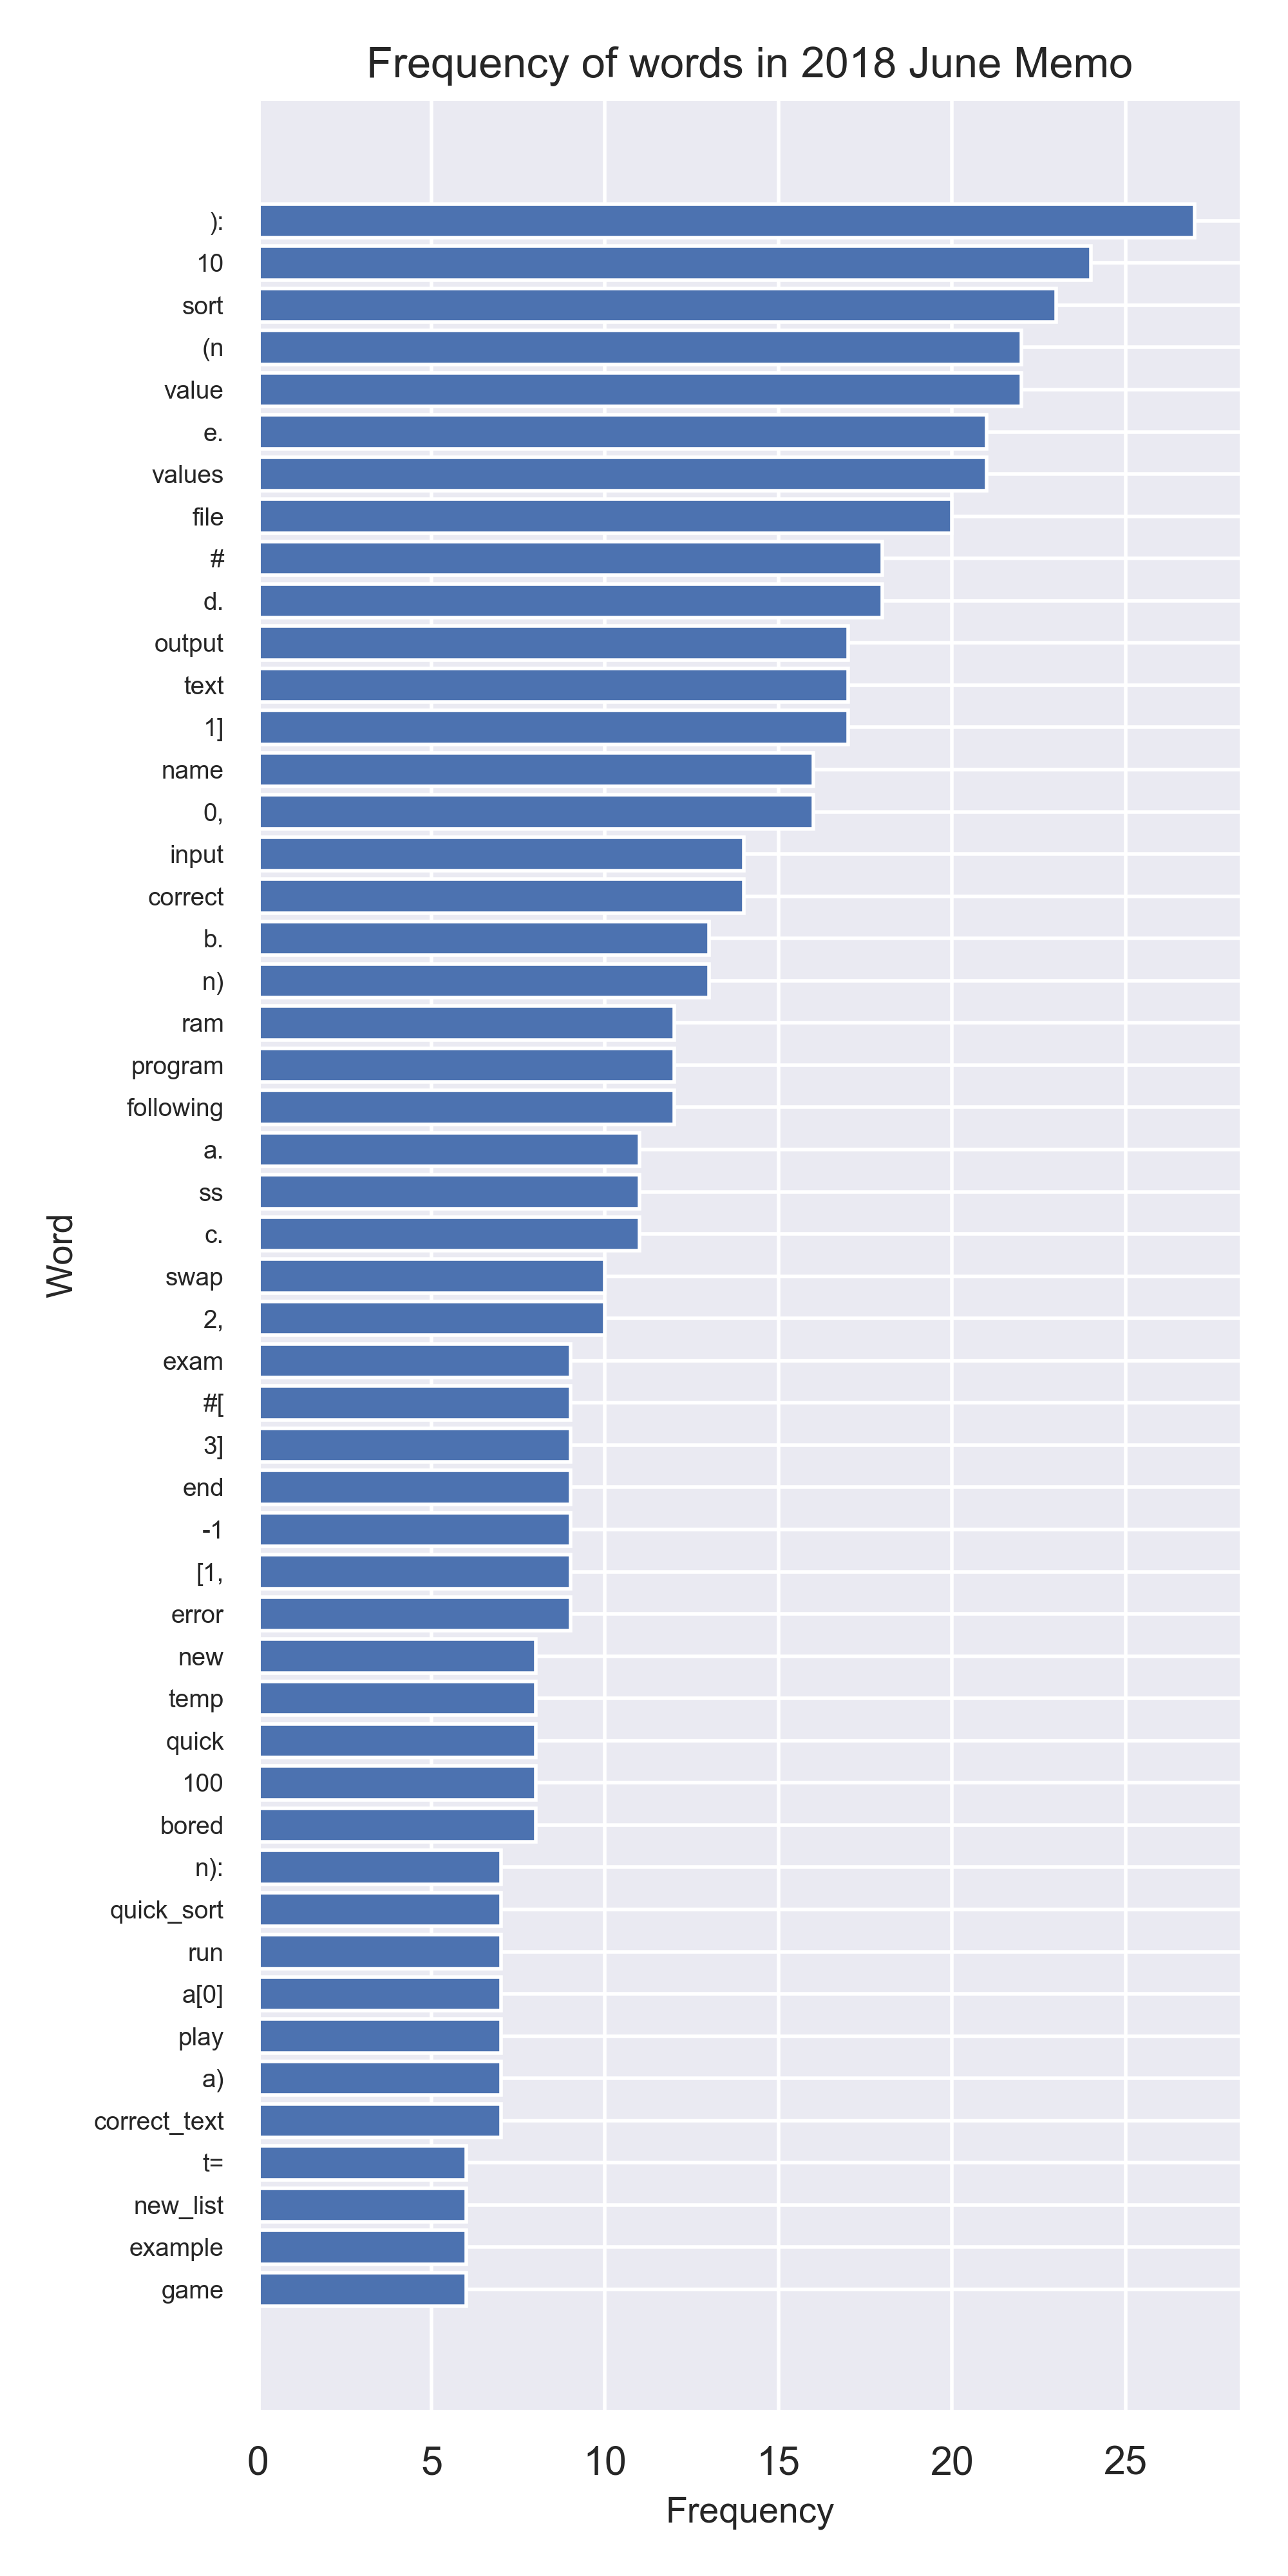 Frequency of words in 2018 June Memo
):
10
sort
(n
value
e.
values
file
#
d.
output
text
1]
name
0,
input
correct
b.
n)
ram
program
following
a.
ss
c.
swap
2,
exam
#[
3]
end
-1
[1,
error
new
temp
quick
100
bored
n):
quick_sort
run
a[0]
play
a)
correct_text
t=
new_list
example
game
Word
0 5 10 15 20 25
Frequency